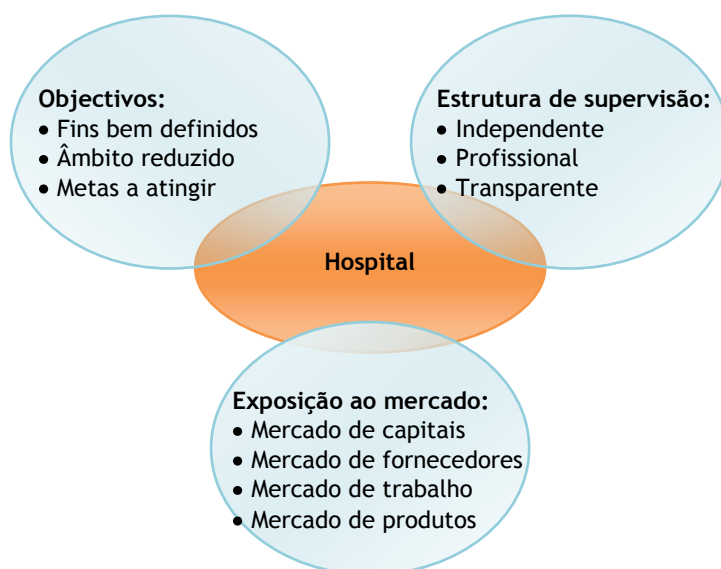 Objectivos:
• Fins bem definidos
• Âmbito reduzido
• Metas a atingir
Estrutura de supervisão:
• Independente
• Profissional
• Transparente
Hospital
Exposição ao mercado:
• Mercado de capitais
• Mercado de fornecedores
• Mercado de trabalho
• Mercado de produtos